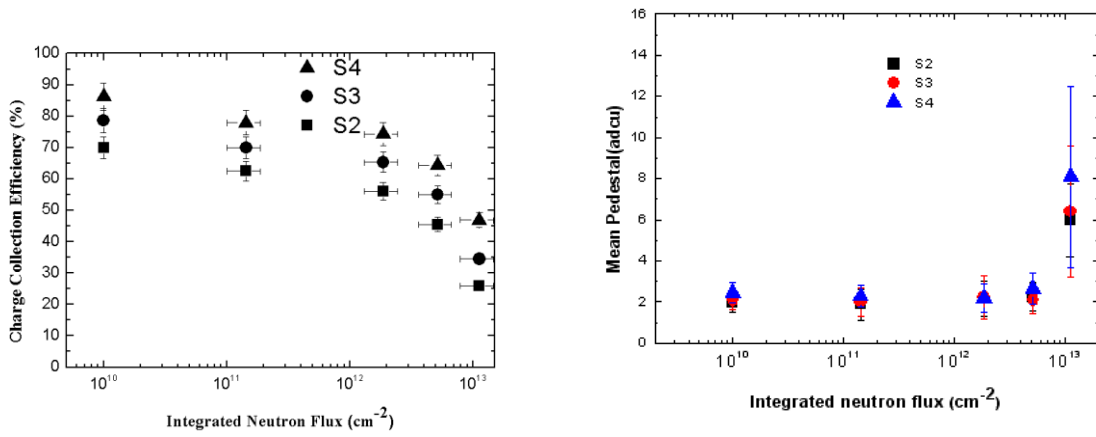 100
90
80
70
60
50
40
30
20
10
0
Charge Collection Efficiency (%)
S4
S3
S2
10^10
10^11
10^12
10^13
Integrated Neutron Flux (cm^-2)
16
14
12
10
8
6
4
2
0
Mean Pedestal(adcu)
S2
S3
S4
10^10
10^11
10^12
10^13
Integrated neutron flux (cm^-2)